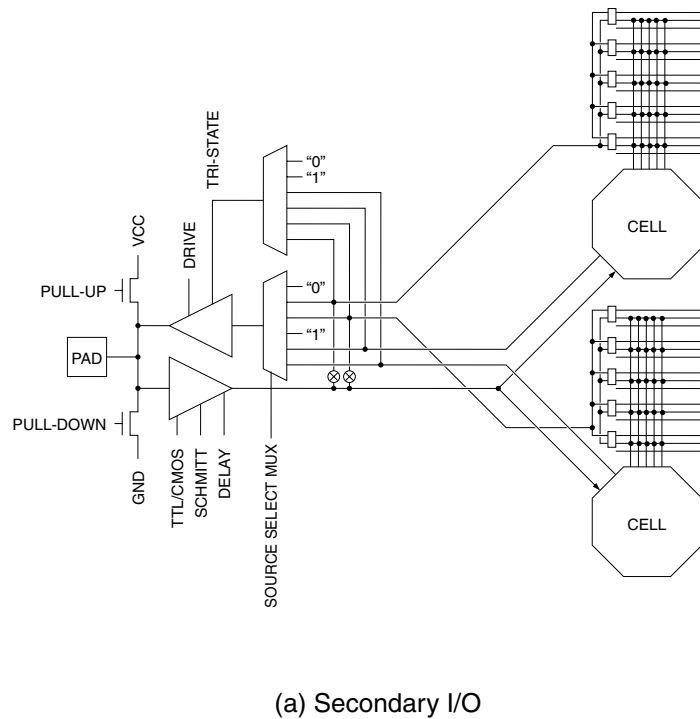 TRI-STATE
“0”
“1”
VCC
DRIVE
CELL
PULL-UP
“0”
“1”
PAD
PULL-DOWN
GND
TTL/CMOS
SCHMITT
DELAY
SOURCE SELECT MUX
CELL
(a) Secondary I/O